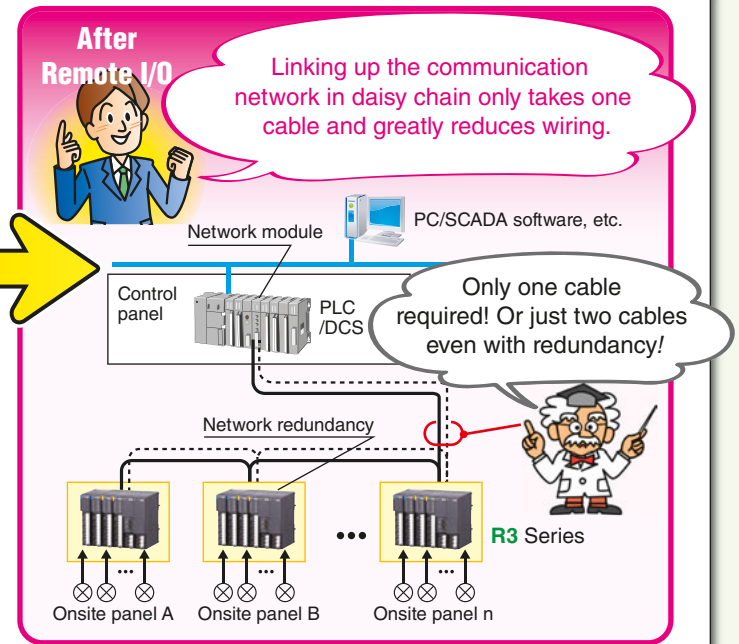 After
Remote I/O
Linking up the communication
network in daisy chain only takes one
cable and greatly reduces wiring.
PC/SCADA software, etc.
Network module
Control
panel
PLC
/DCS
Only one cable
required! Or just two cables
even with redundancy!
Network redundancy
R3 Series
Onsite panel A
Onsite panel B
Onsite panel n